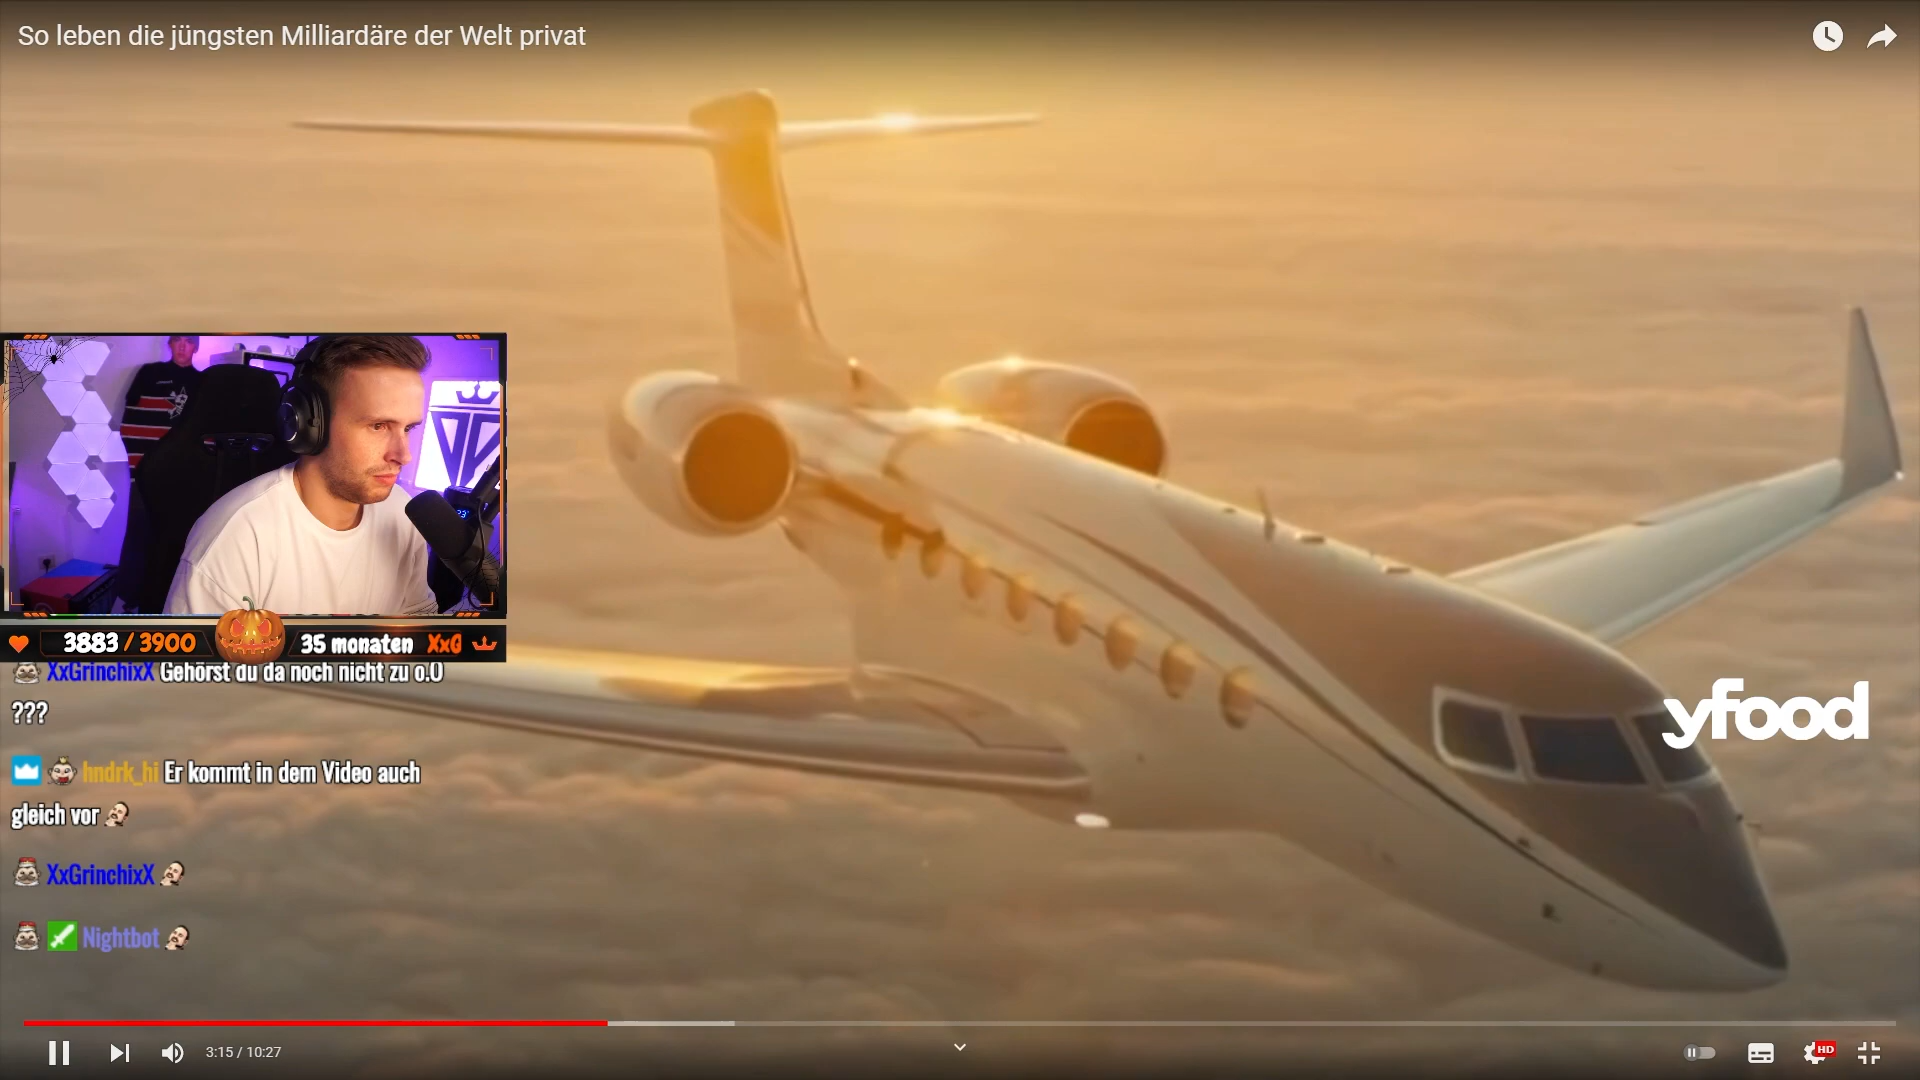 So leben die jüngsten Milliardäre der Welt privat
3883 / 3900
35 monaten XxG
XxGrinchixX Gehörst du da noch nicht zu o.O
???
hndrk_hi Er kommt in dem Video auch
gleich vor
XxGrinchixX
Nightbot
yfood
3:15 / 10:27
HD